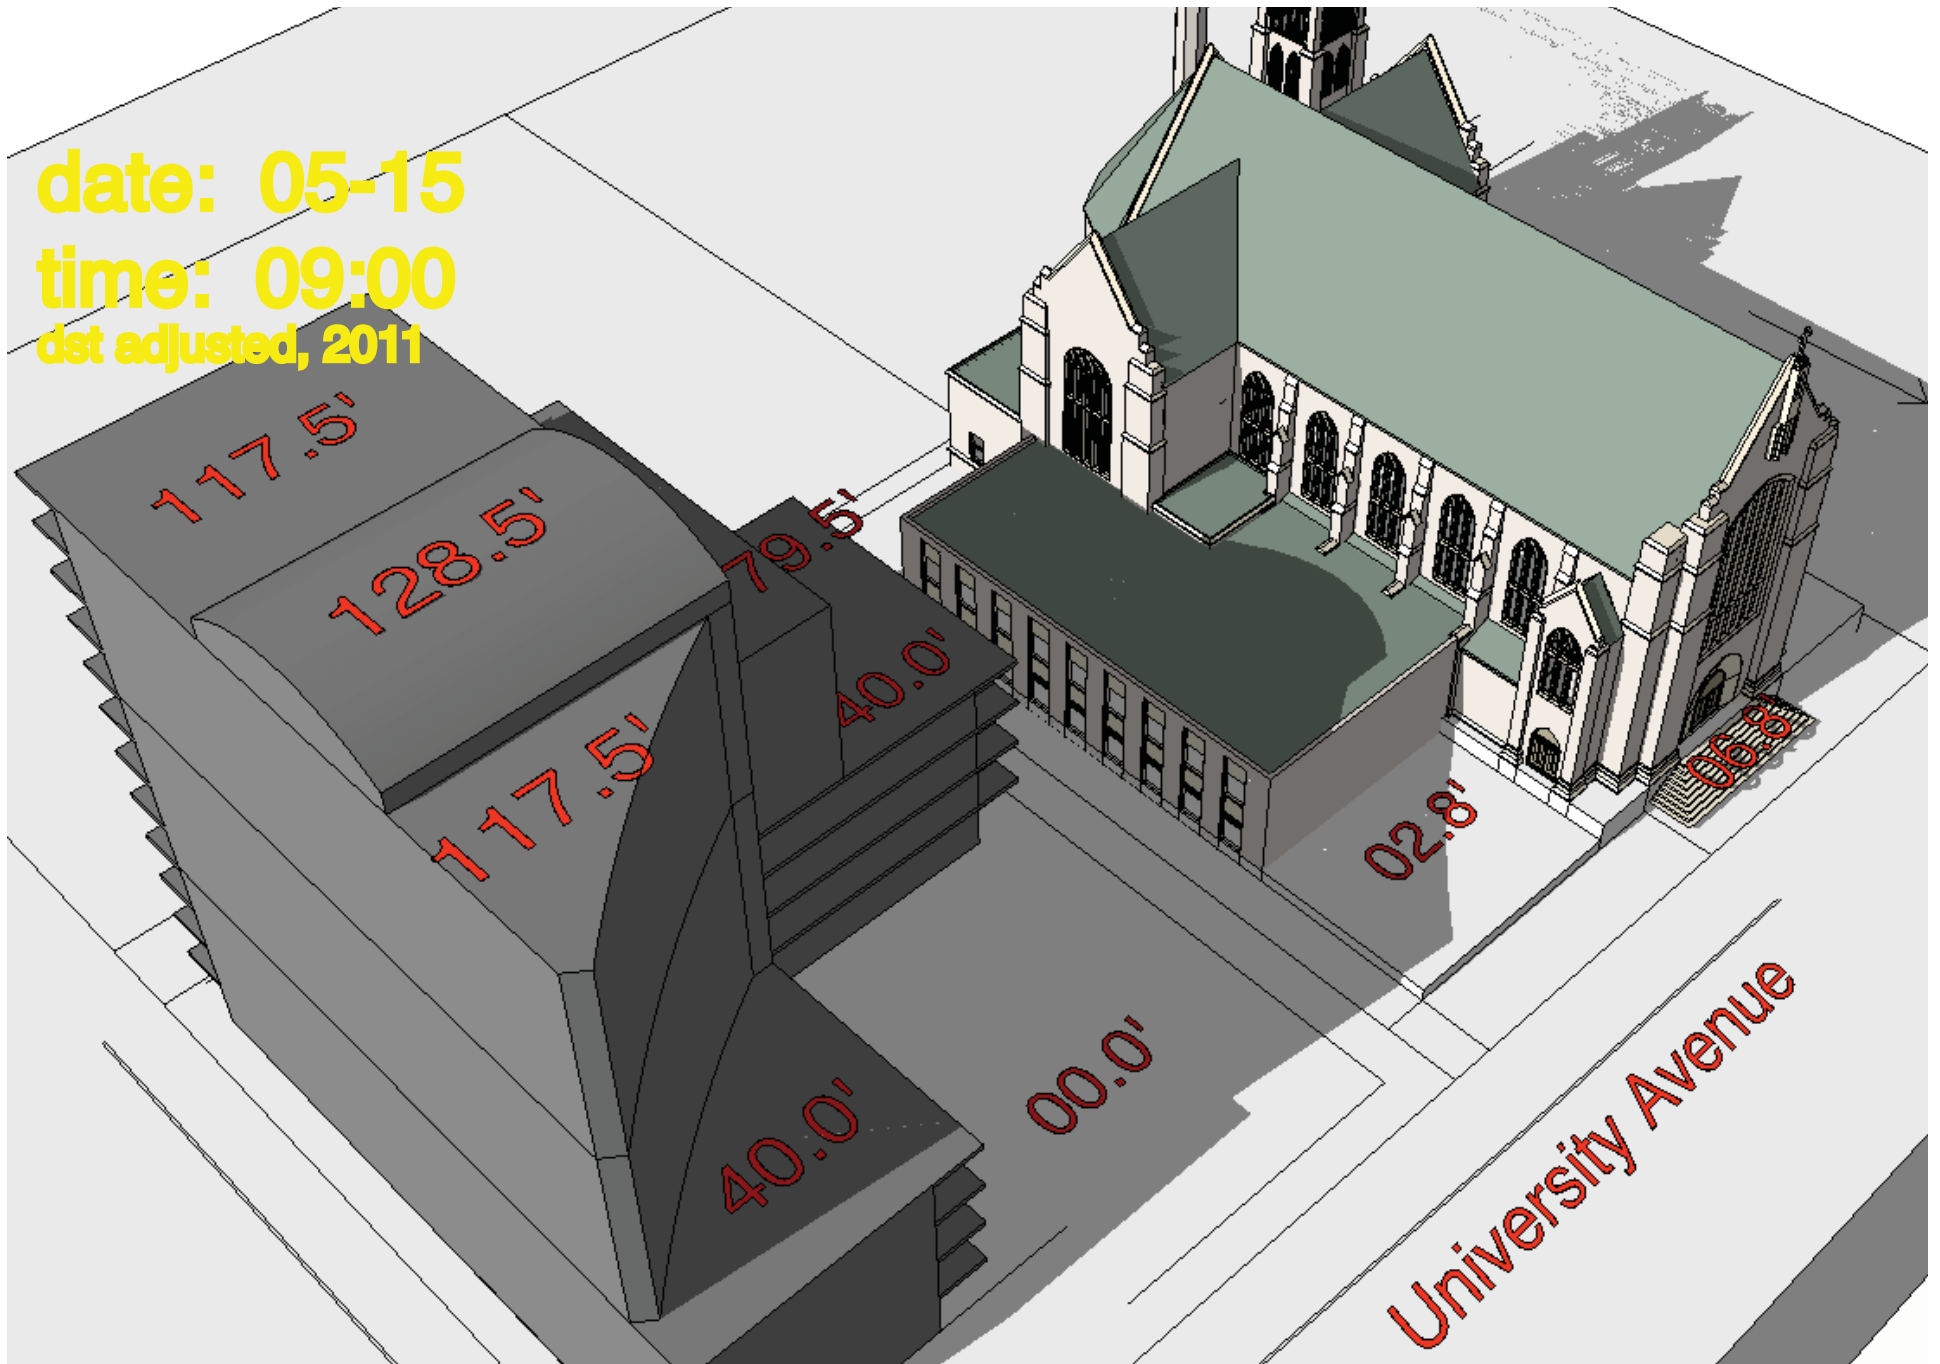 date: 05-15
time: 09:00
dst adjusted, 2011
117.5'
128.5'
79.5'
40.0'
117.5'
06.8'
02.8'
00.0'
40.0'
University Avenue